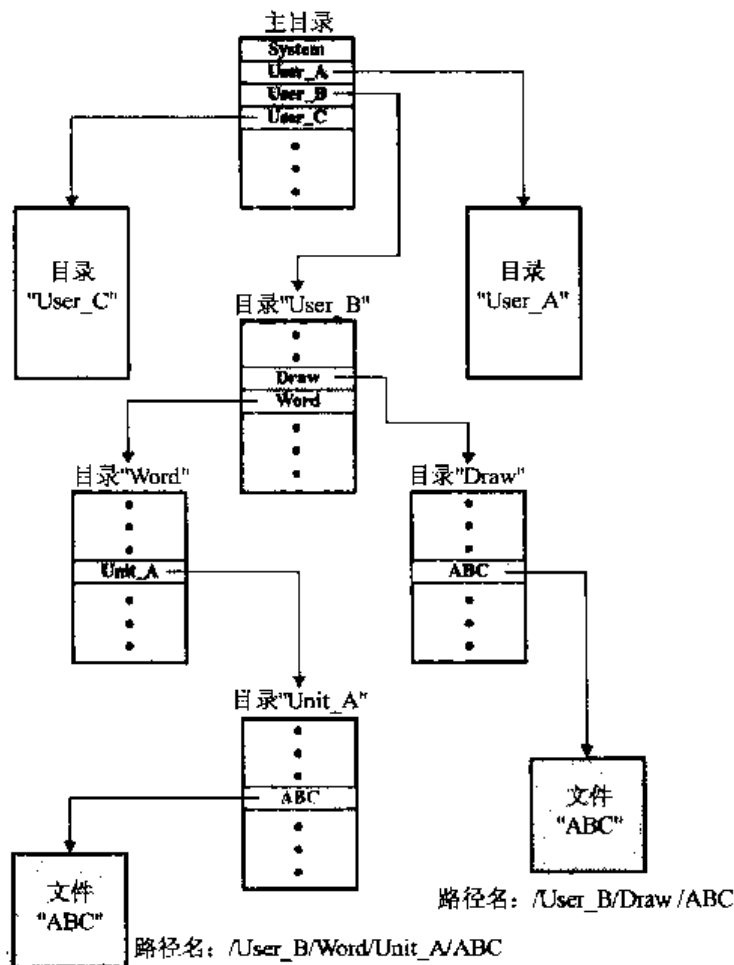 主目录
System
User_A
User_B
User_C
目录
"User_C"
目录
"User_A"
目录"User_B"
Draw
Word
目录"Word"
目录"Draw"
Unit_A
ABC
目录"Unit_A"
ABC
文件
"ABC"
路径名：/User_B/Draw /ABC
文件
"ABC"
路径名：/User_B/Word/Unit_A/ABC